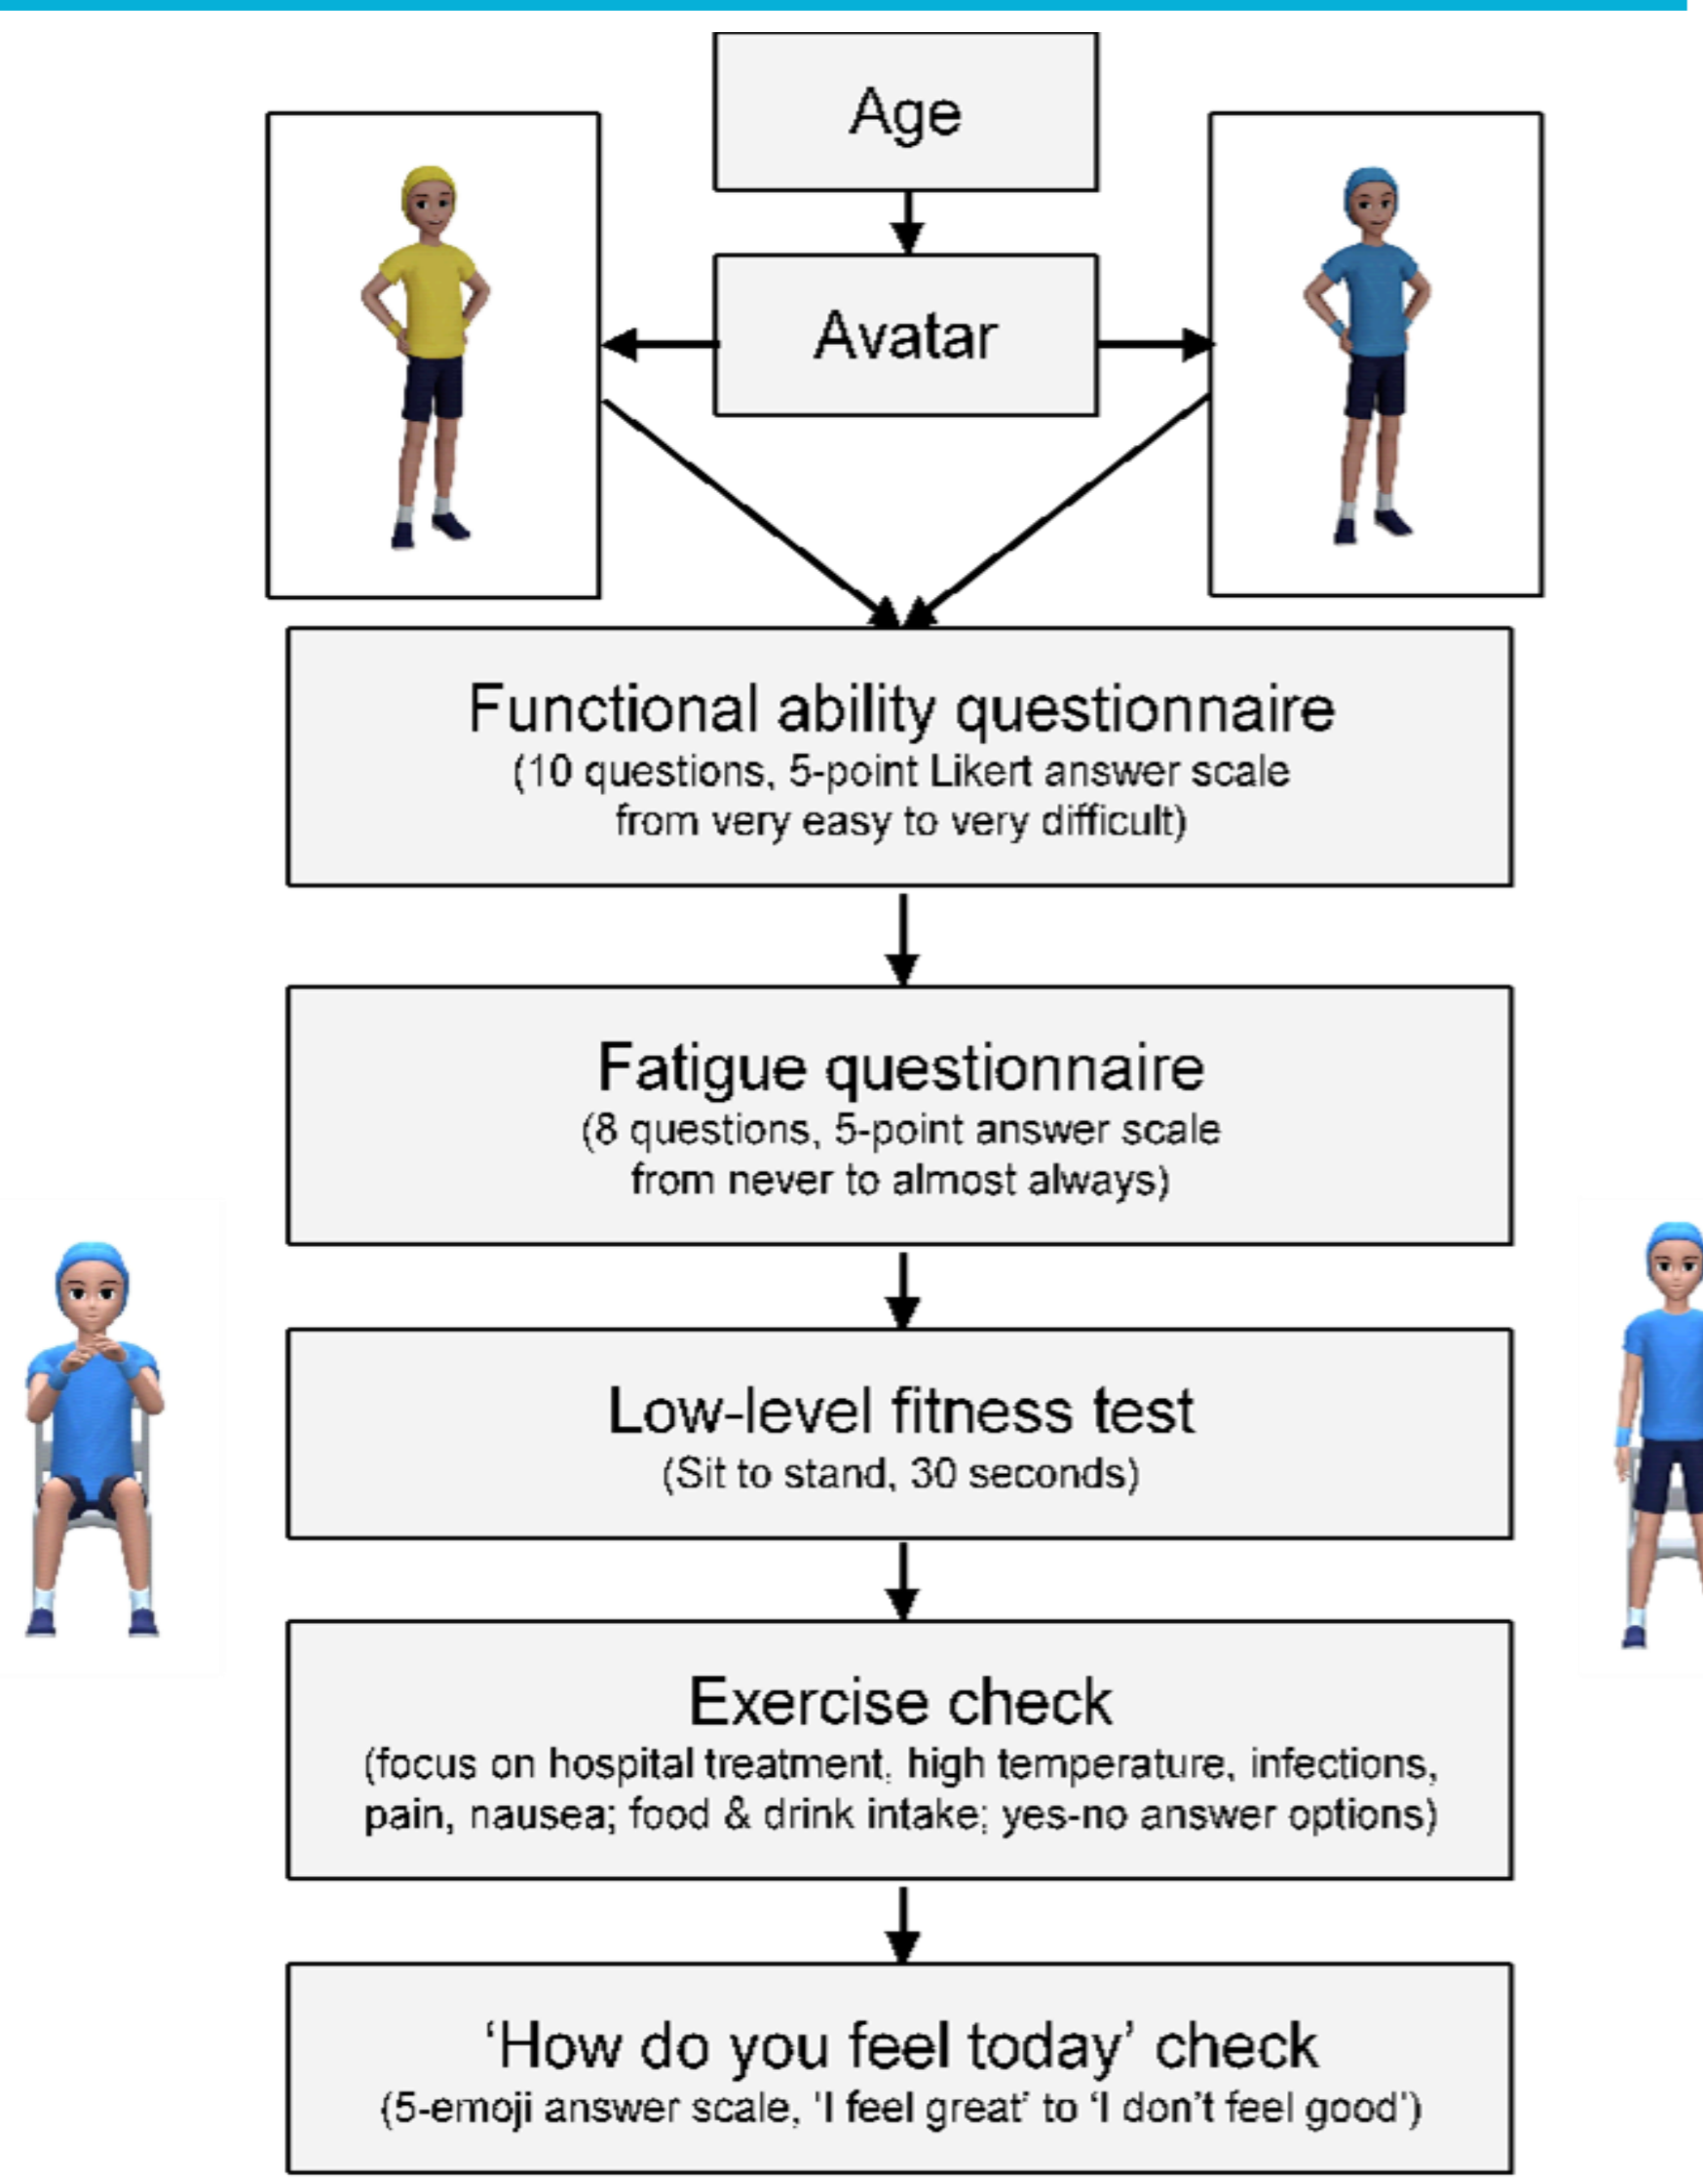 Age
Avatar
Functional ability questionnaire
(10 questions, 5-point Likert answer scale
from very easy to very difficult)
Fatigue questionnaire
(8 questions, 5-point answer scale
from never to almost always)
Low-level fitness test
(Sit to stand, 30 seconds)
Exercise check
(focus on hospital treatment, high temperature, infections,
pain, nausea; food & drink intake; yes-no answer options)
‘How do you feel today’ check
(5-emoji answer scale, 'I feel great' to ‘I don’t feel good')